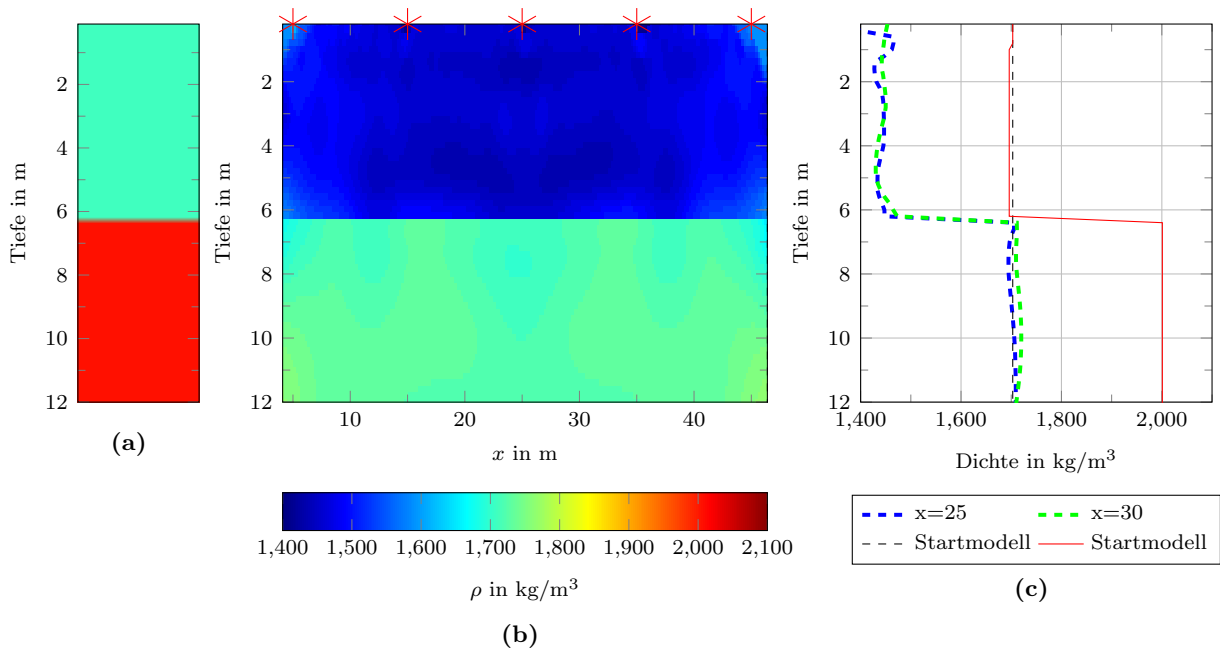 Tiefe in m
2
4
6
8
10
12
(a)
Tiefe in m
2
4
6
8
10
12
10
20
30
40
x in m
1,400 1,500 1,600 1,700 1,800 1,900 2,000 2,100
ρ in kg/m³
(b)
Tiefe in m
2
4
6
8
10
12
1,400 1,600 1,800 2,000
Dichte in kg/m³
x=25 x=30
Startmodell Startmodell
(c)